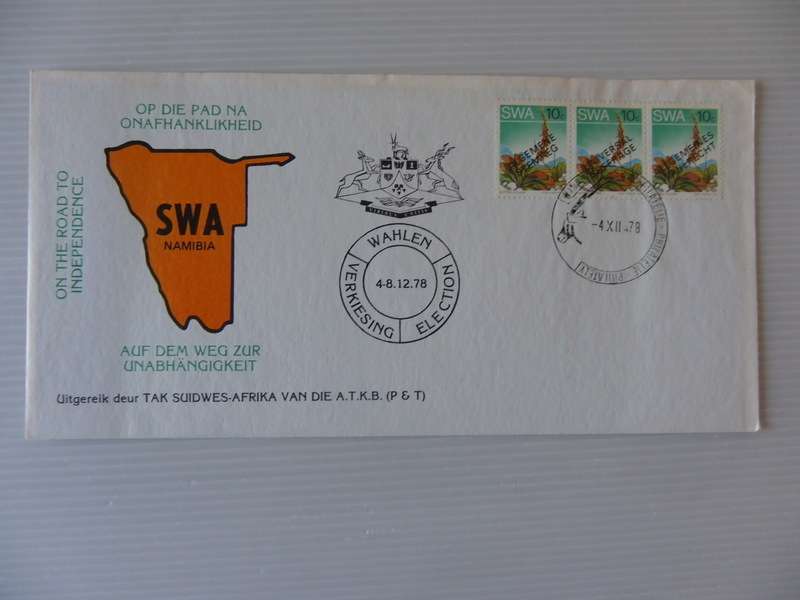 OP DIE PAD NA
ONAFHANKLIKHEID
ON THE ROAD TO
INDEPENDENCE
SWA
NAMIBIA
AUF DEM WEG ZUR
UNABHÄNGIGKEIT
Uitgereik deur TAK SUIDWES-AFRIKA VAN DIE A.T.K.B. (P & T)
WAHLEN
VERKIESING
ELECTION
4-8.12.78
SWA 10c
SWA 10c
SWA 10c
-4 XII .78
PHILATELIE PHILATELY